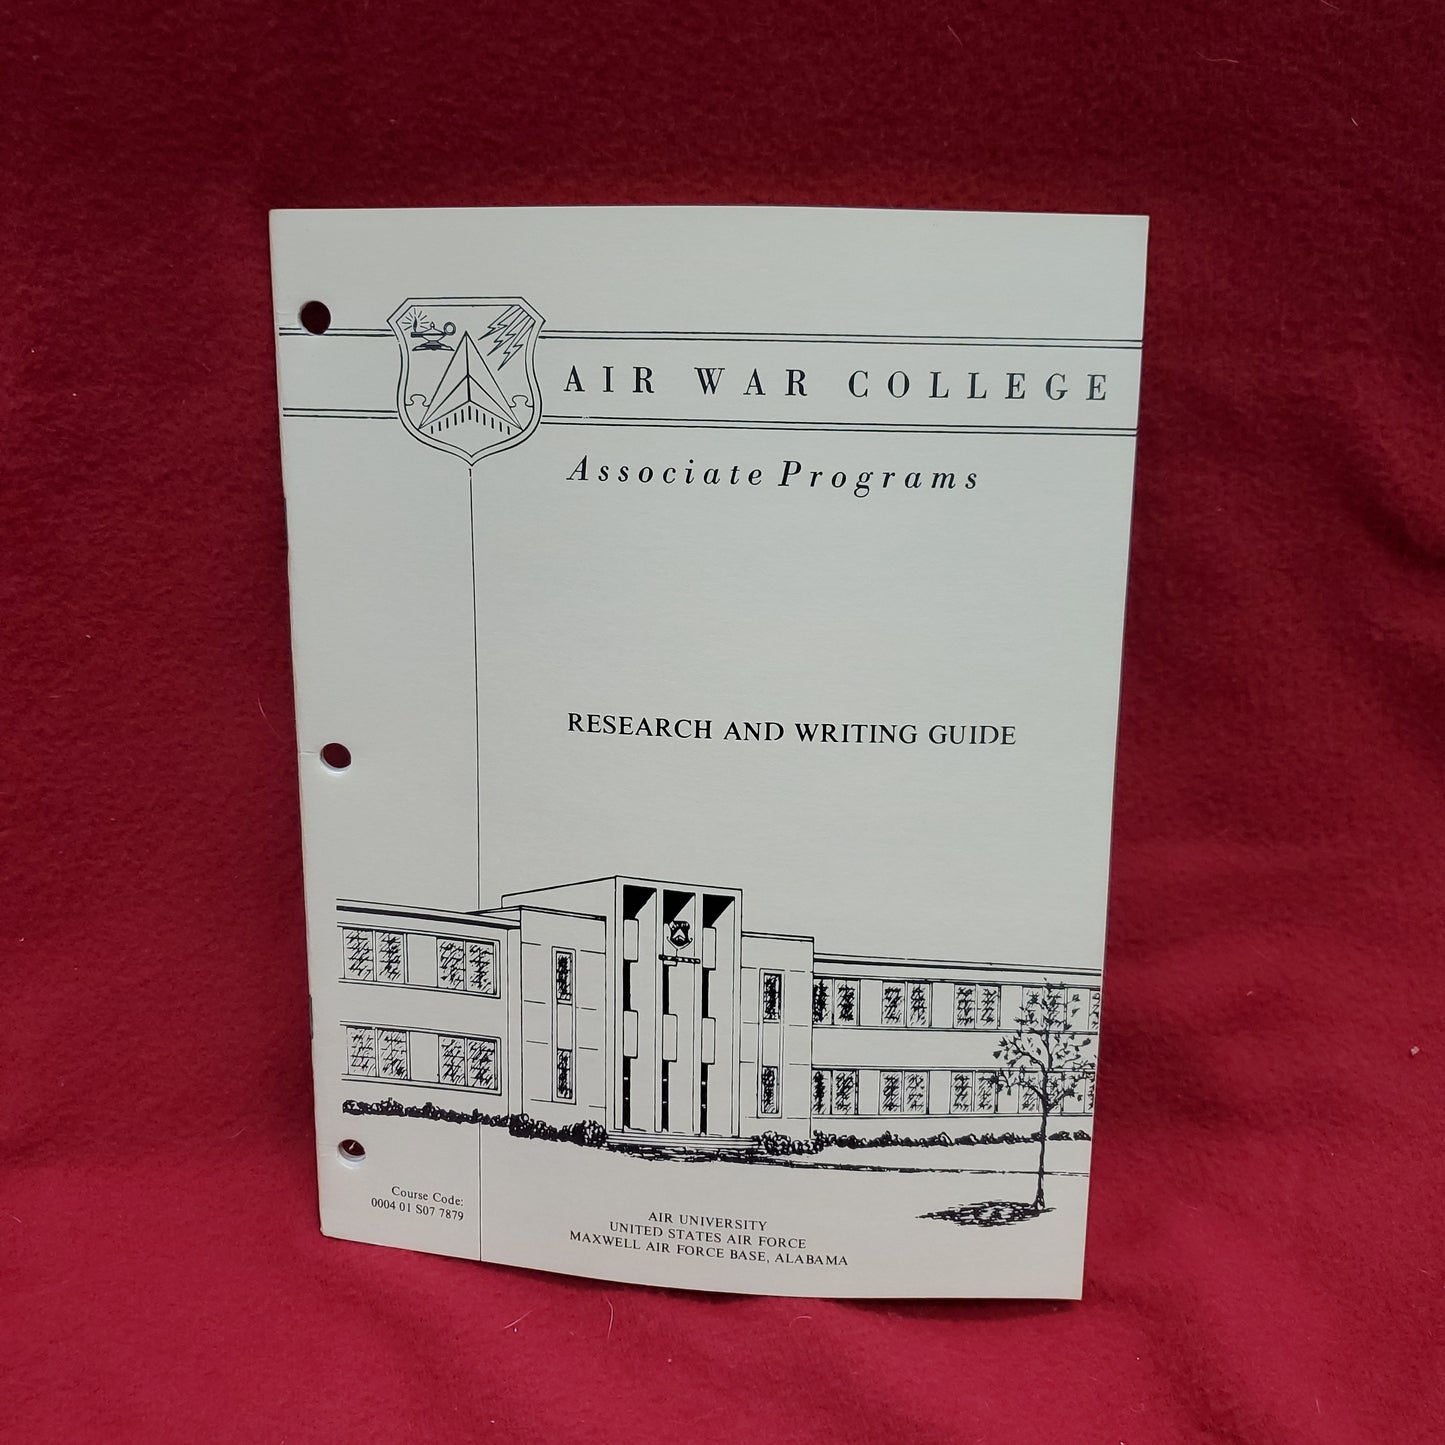 AIR WAR COLLEGE
Associate Programs
RESEARCH AND WRITING GUIDE
Course Code:
0004 01 S07 7879
AIR UNIVERSITY
UNITED STATES AIR FORCE
MAXWELL AIR FORCE BASE, ALABAMA